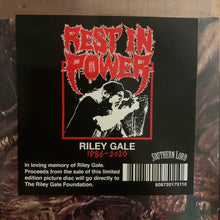 REST IN
POWER
RILEY GALE
1986-2020
In loving memory of Riley Gale.
Proceeds from the sale of this limited
edition picture disc will go directly to
The Riley Gale Foundation.
SOUTHERN LORD
808720175110